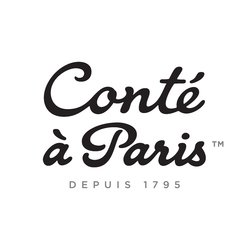 Conté
à Paris™
DEPUIS 1795